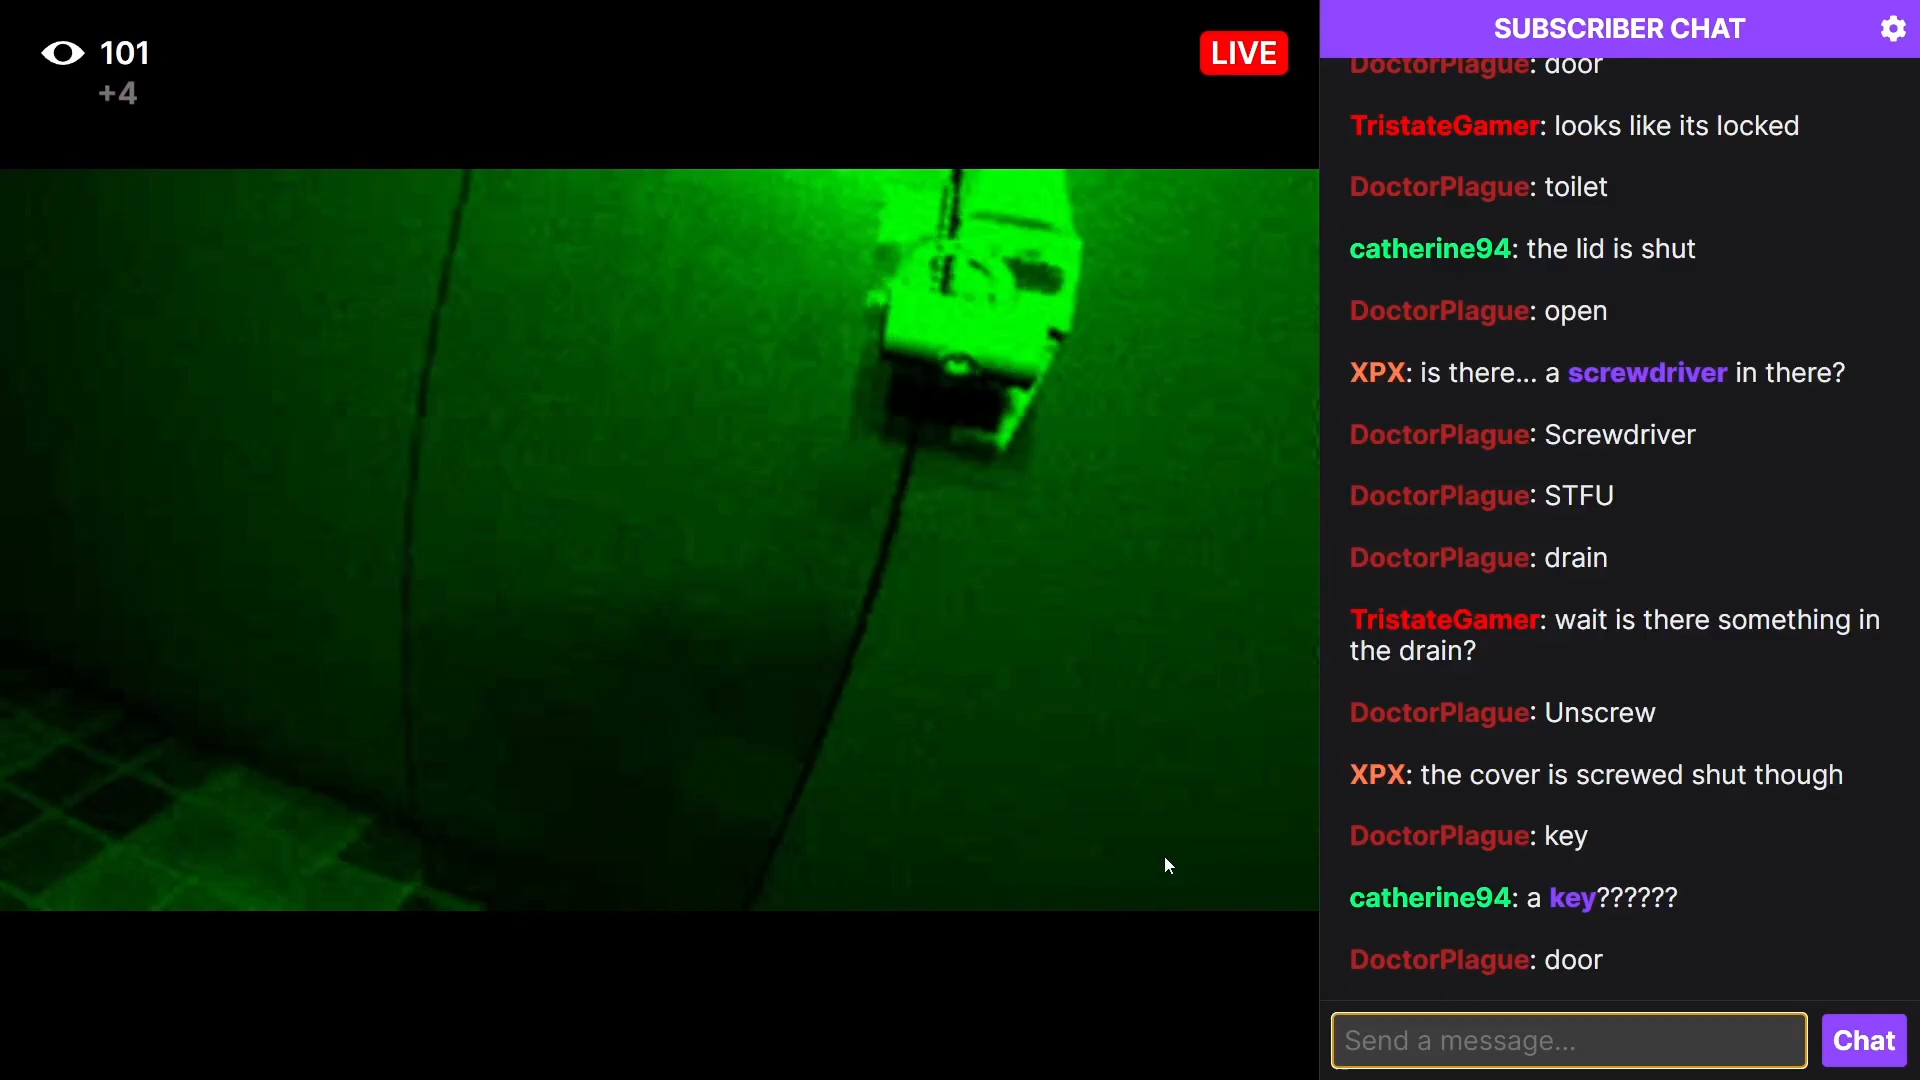 101
+4
LIVE
SUBSCRIBER CHAT
DoctorPlague: door
TristateGamer: looks like its locked
DoctorPlague: toilet
catherine94: the lid is shut
DoctorPlague: open
XPX: is there... a screwdriver in there?
DoctorPlague: Screwdriver
DoctorPlague: STFU
DoctorPlague: drain
TristateGamer: wait is there something in
the drain?
DoctorPlague: Unscrew
XPX: the cover is screwed shut though
DoctorPlague: key
catherine94: a key??????
DoctorPlague: door
Send a message...
Chat